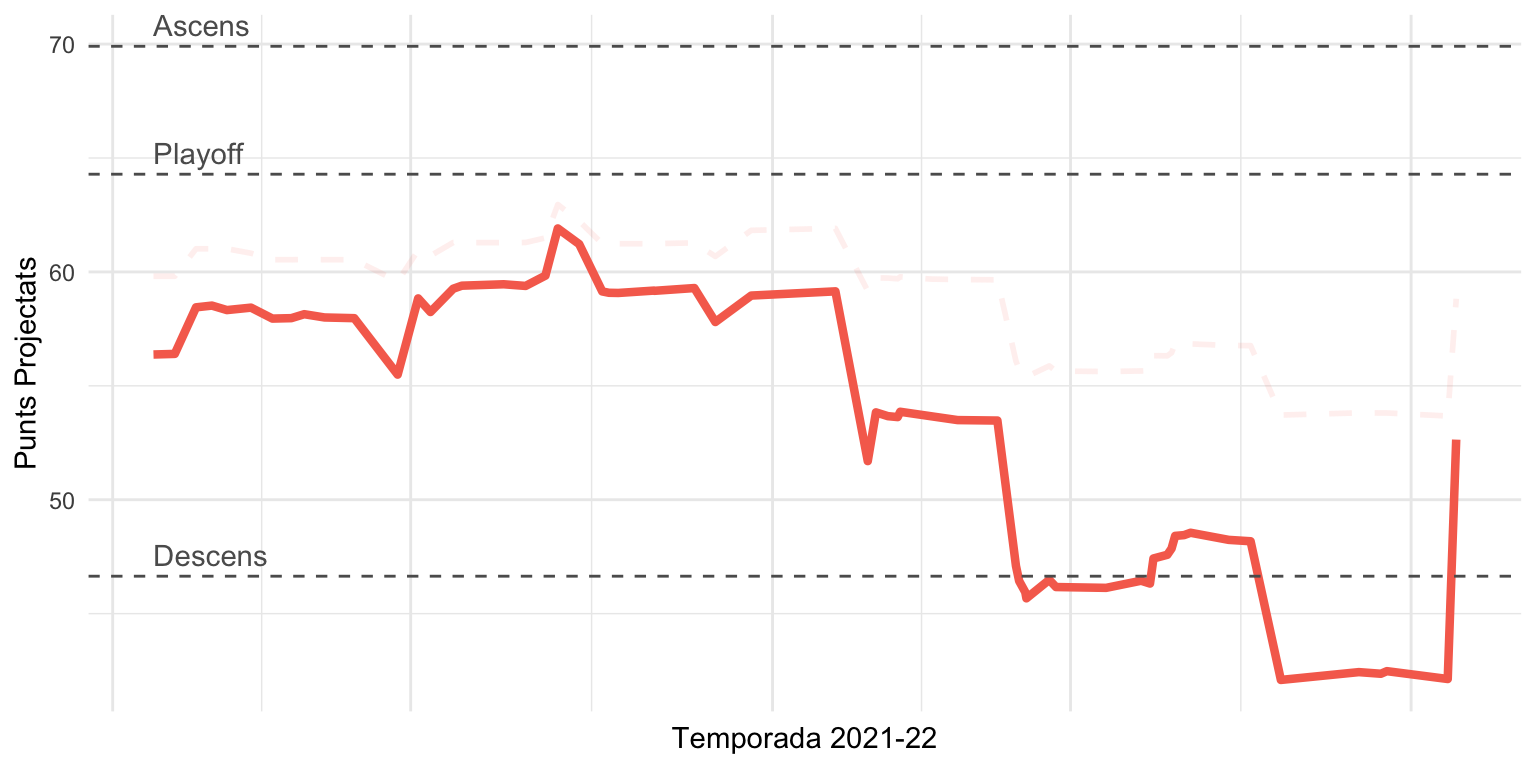 Ascens
70
Playoff
60
Punts Projectats
50
Descens
Temporada 2021-22